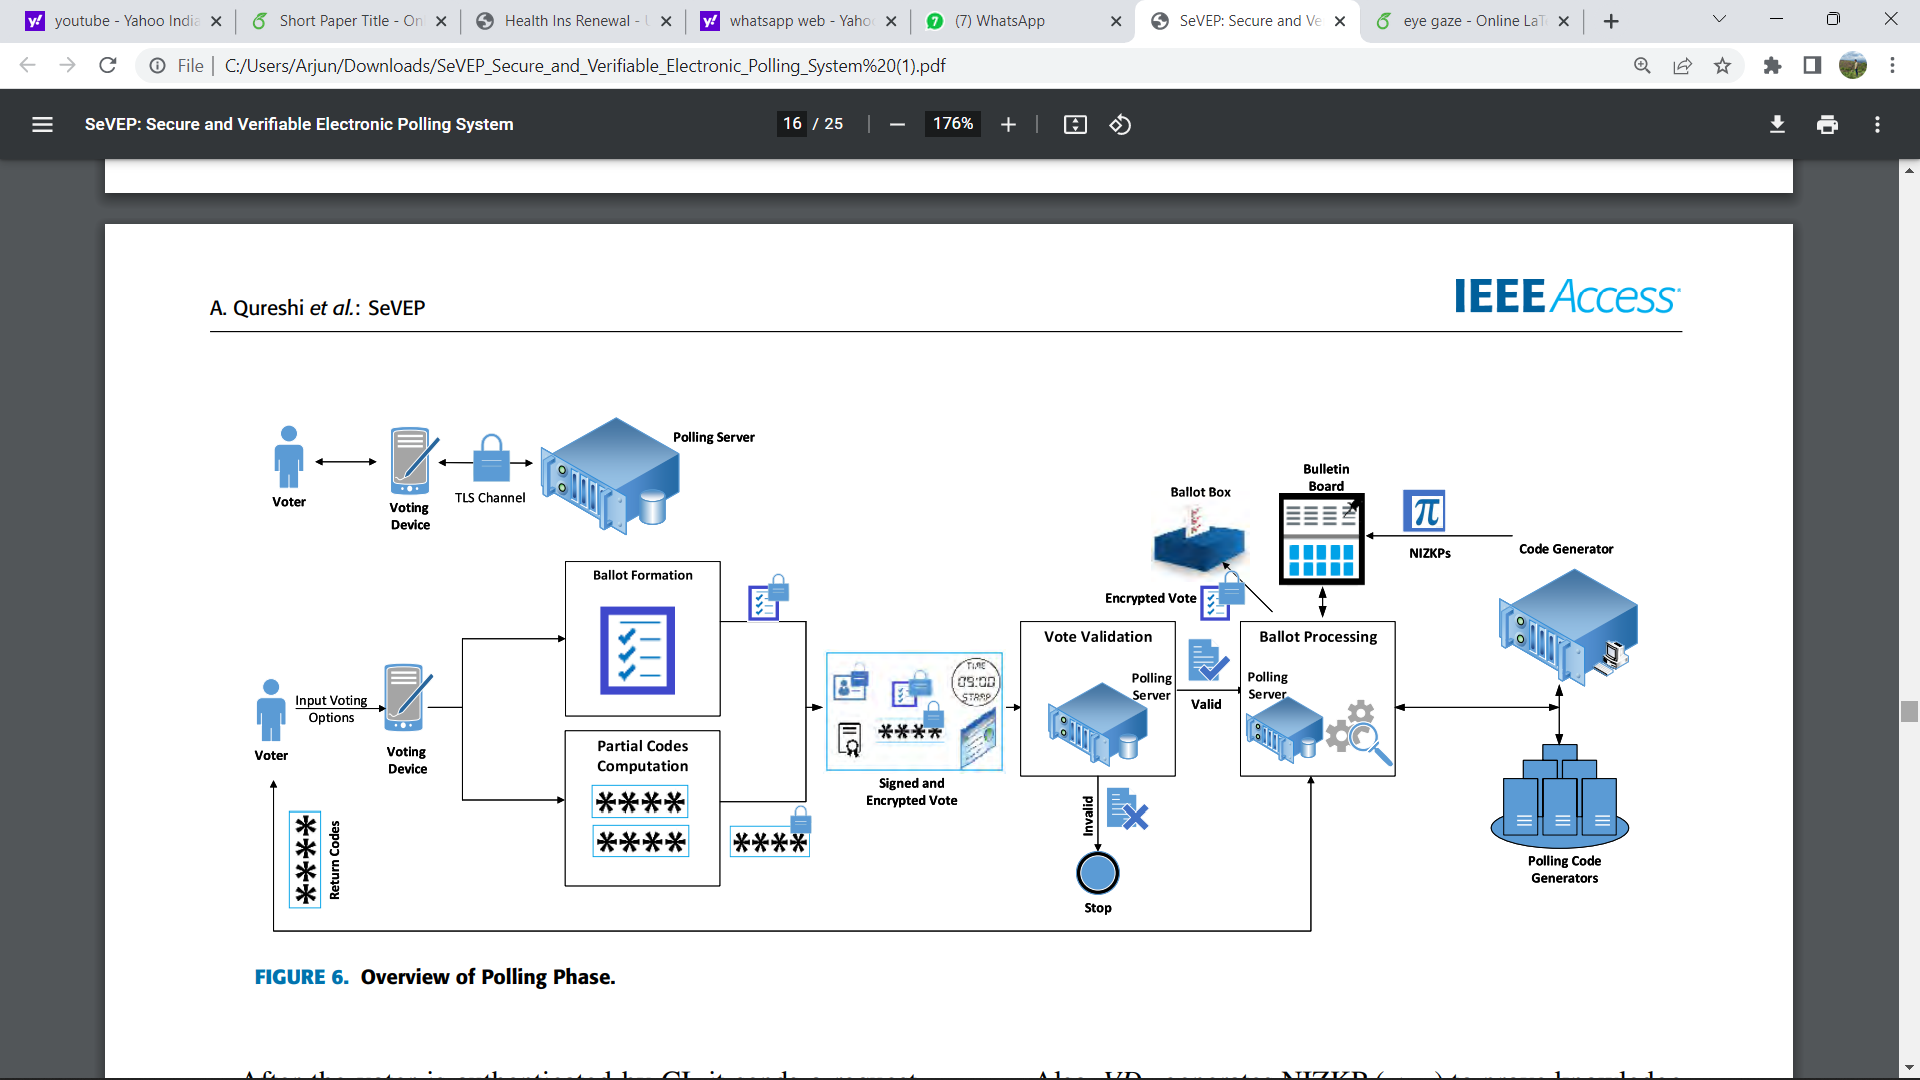 youtube - Yahoo India
Short Paper Title - On
Health Ins Renewal -
whatsapp web - Yahoo
(7) WhatsApp
SeVEP: Secure and Ve
eye gaze - Online LaTe
File
C:/Users/Arjun/Downloads/SeVEP_Secure_and_Verifiable_Electronic_Polling_System%20(1).pdf
SeVEP: Secure and Verifiable Electronic Polling System
16 / 25
176%
A. Qureshi et al.: SeVEP
IEEE Access
Polling Server
Voter
Voting
Device
TLS Channel
Bulletin
Board
Ballot Box
NIZKPs
Code Generator
Ballot Formation
Encrypted Vote
Vote Validation
Ballot Processing
Polling
Server
Valid
Polling
Server
TIME
09:00
STAMP
Input Voting
Options
Voter
Voting
Device
Partial Codes
Computation
****
****
****
****
Signed and
Encrypted Vote
Invalid
Stop
Polling Code
Generators
****
Return Codes
FIGURE 6. Overview of Polling Phase.